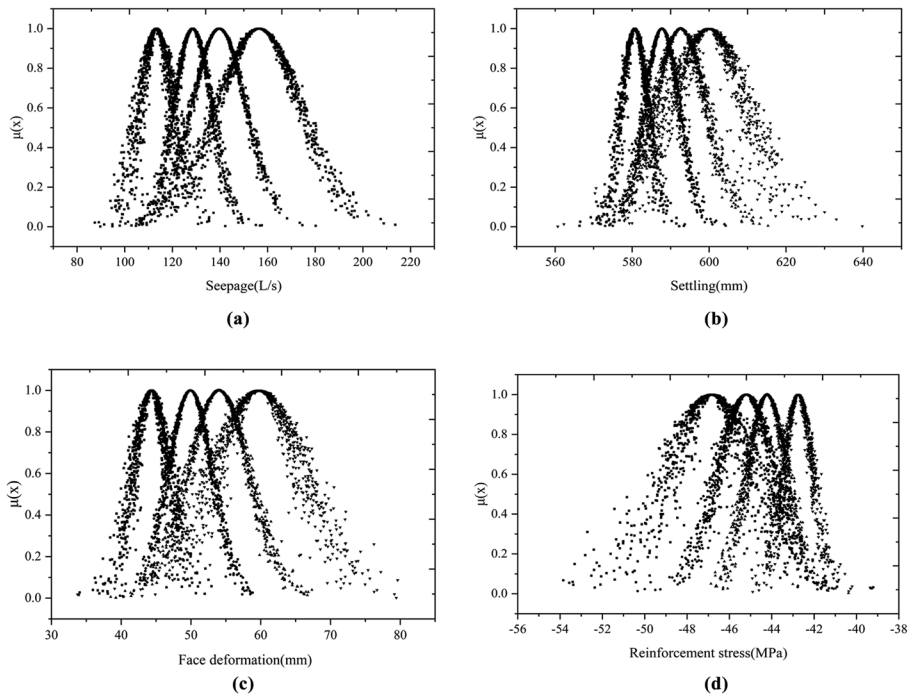 1.0
0.8
0.6
0.4
0.2
0.0
μ(x)
80 100 120 140 160 180 200 220
Seepage(L/s)
(a)
1.0
0.8
0.6
0.4
0.2
0.0
μ(x)
560 580 600 620 640
Settling(mm)
(b)
1.0
0.8
0.6
0.4
0.2
0.0
μ(x)
30 40 50 60 70 80
Face deformation(mm)
(c)
1.0
0.8
0.6
0.4
0.2
0.0
μ(x)
-56 -54 -52 -50 -48 -46 -44 -42 -40 -38
Reinforcement stress(MPa)
(d)